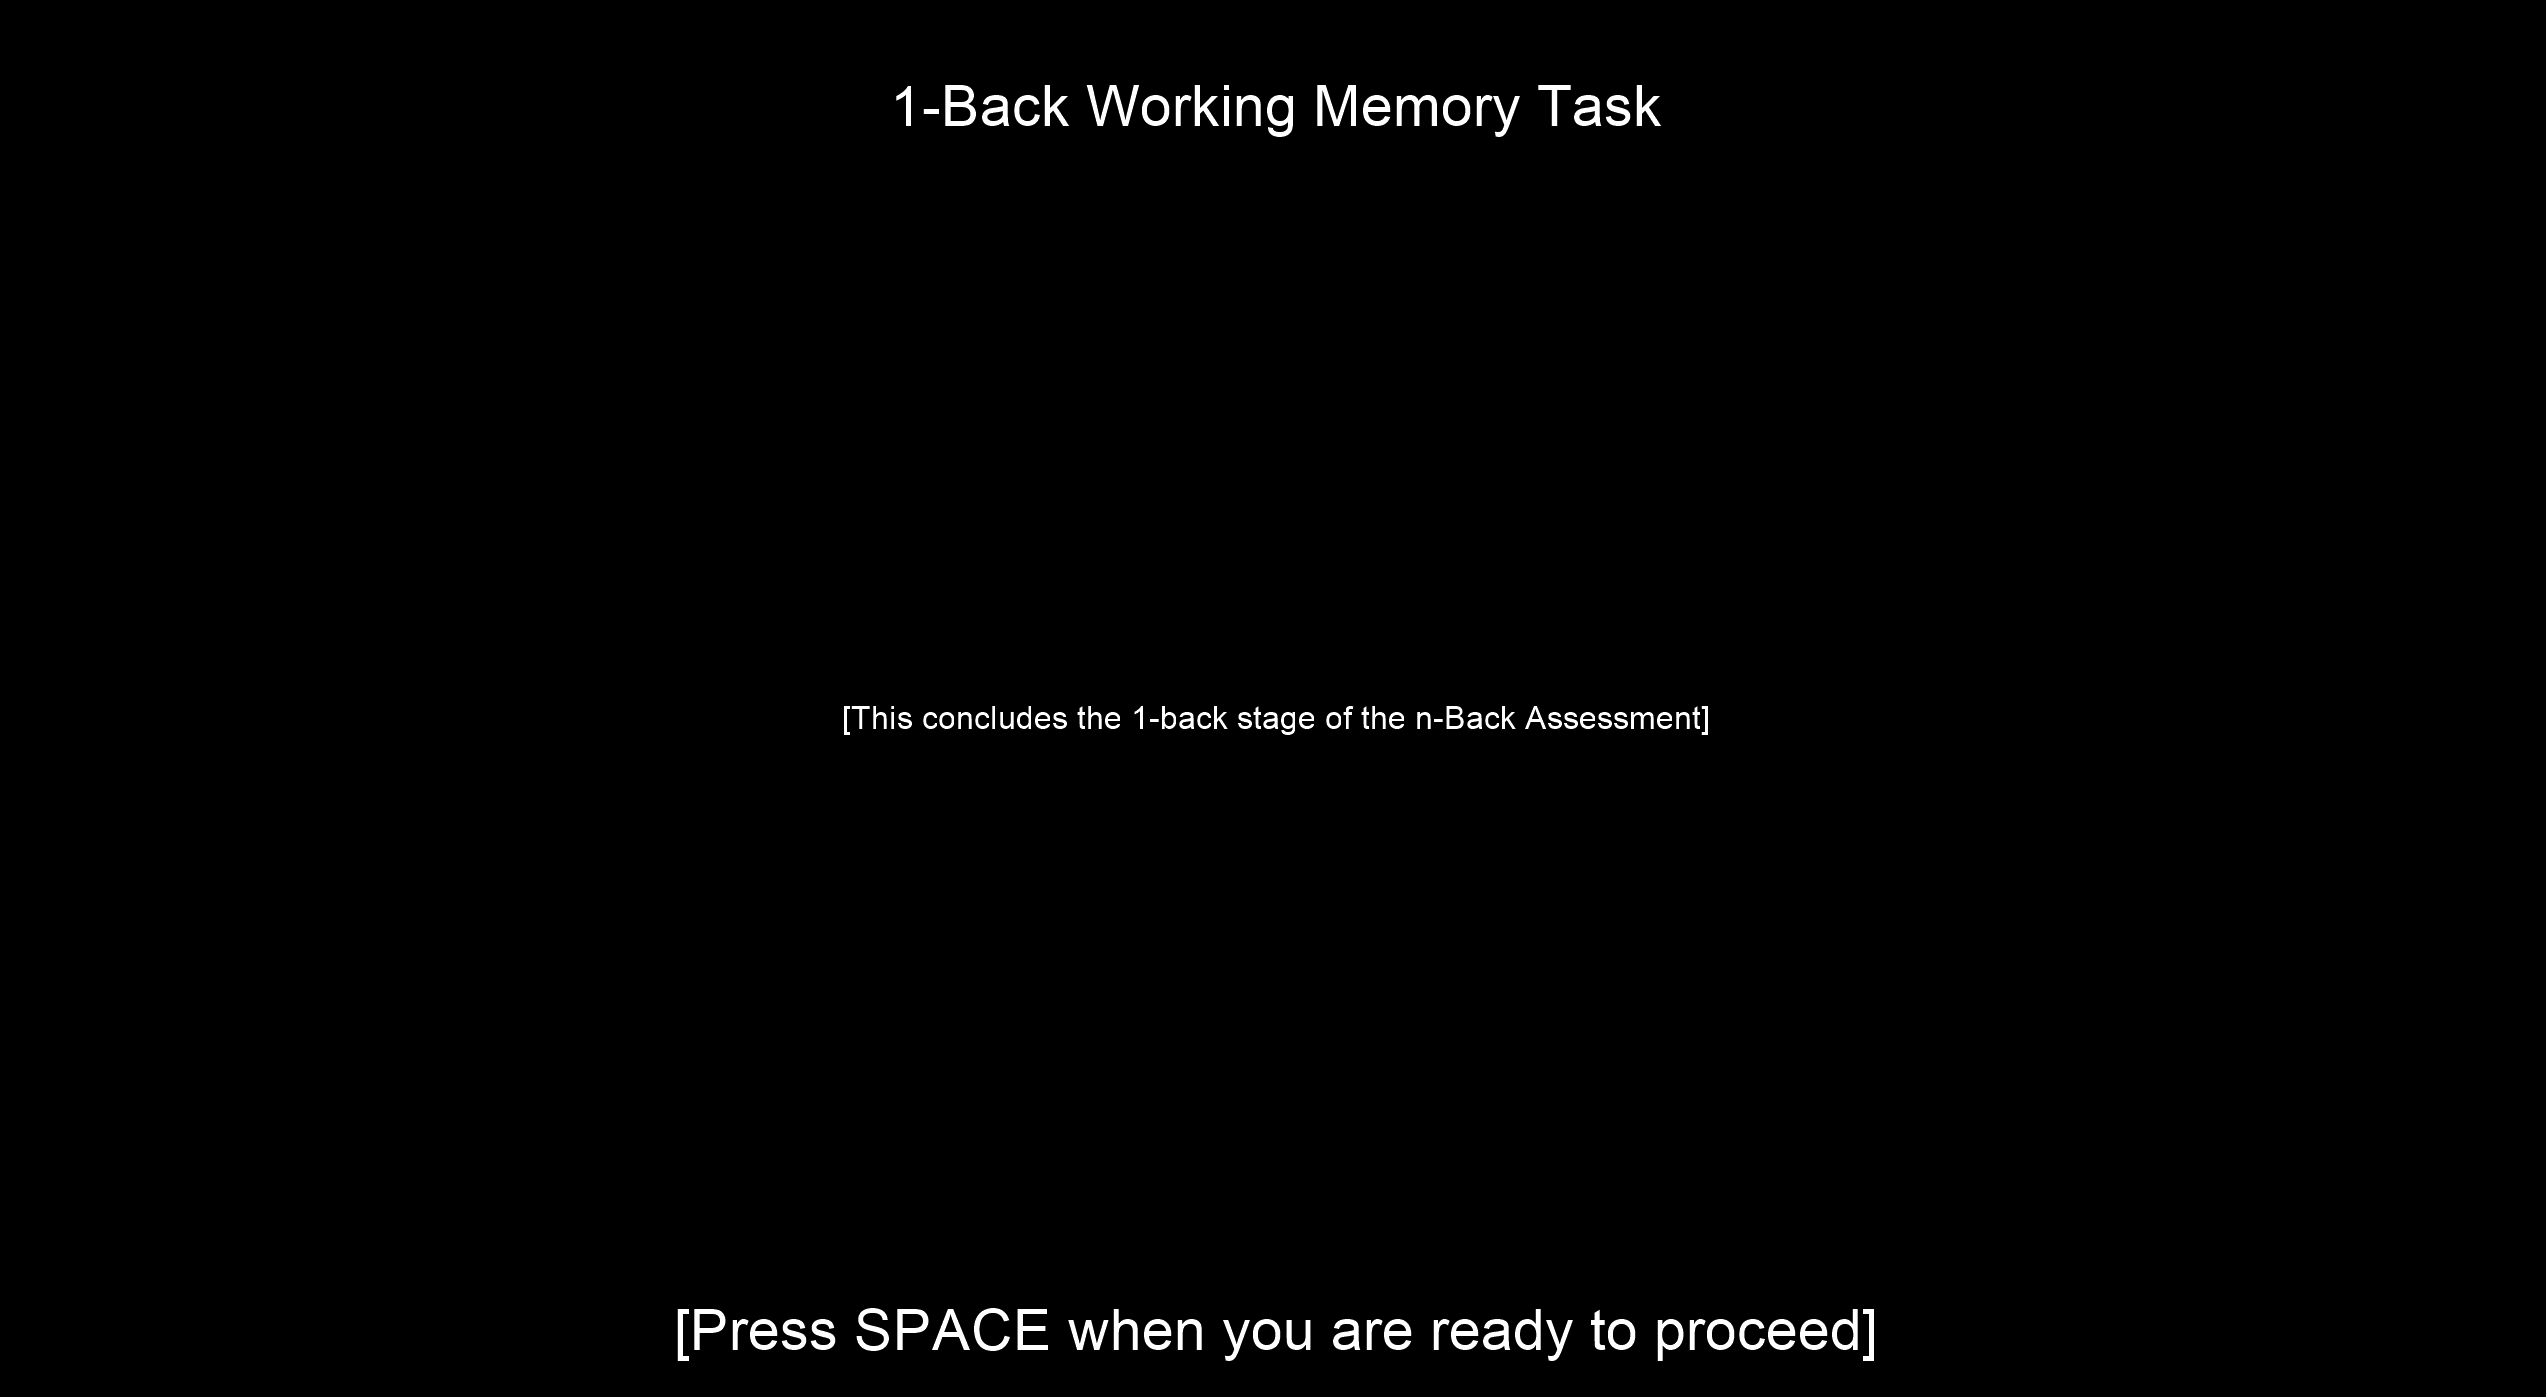 1-Back Working Memory Task
[This concludes the 1-back stage of the n-Back Assessment]
[Press SPACE when you are ready to proceed]